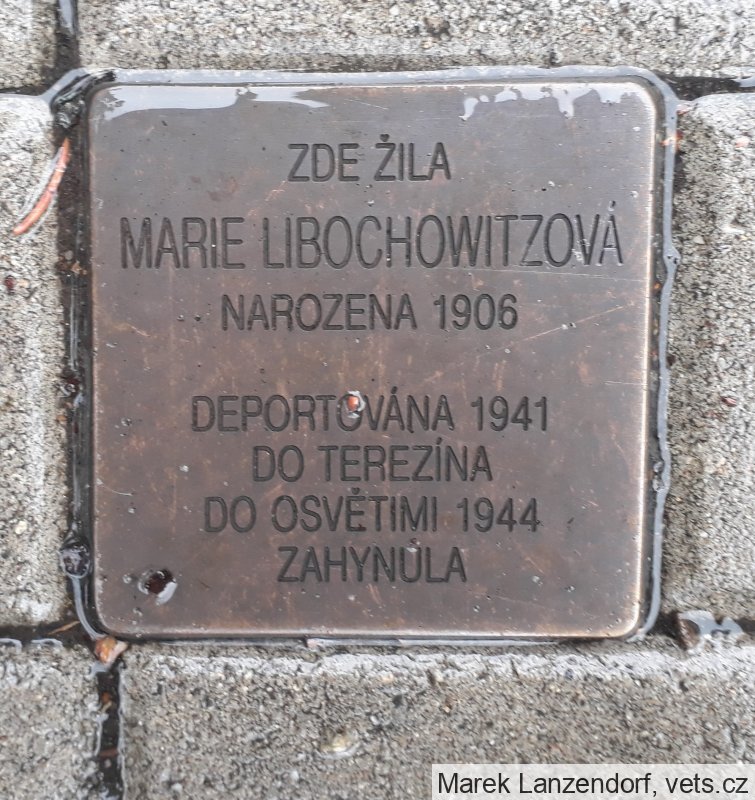 ZDE ŽILA
MARIE LIBOCHOWITZOVÁ
NAROZENA 1906
DEPORTOVÁNA 1941
DO TEREZÍNA
DO OSVĚTIMI 1944
ZAHYNULA
Marek Lanzendorf, vets.cz